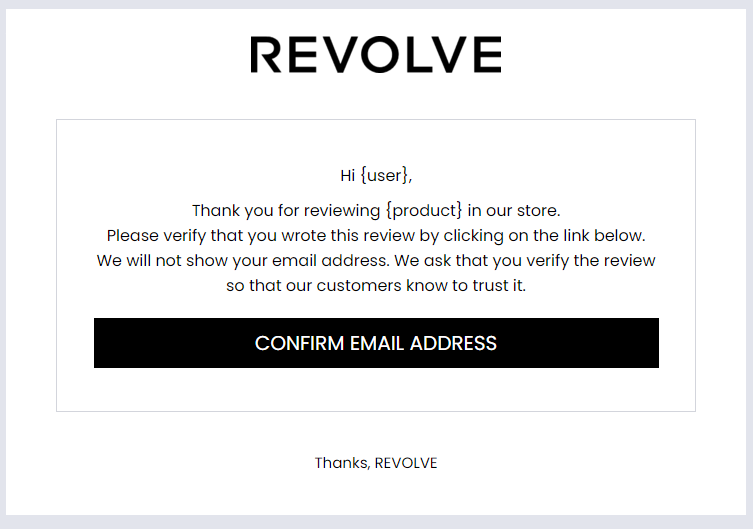 REVOLVE
Hi {user},
Thank you for reviewing {product} in our store.
Please verify that you wrote this review by clicking on the link below.
We will not show your email address. We ask that you verify the review
so that our customers know to trust it.
CONFIRM EMAIL ADDRESS
Thanks, REVOLVE